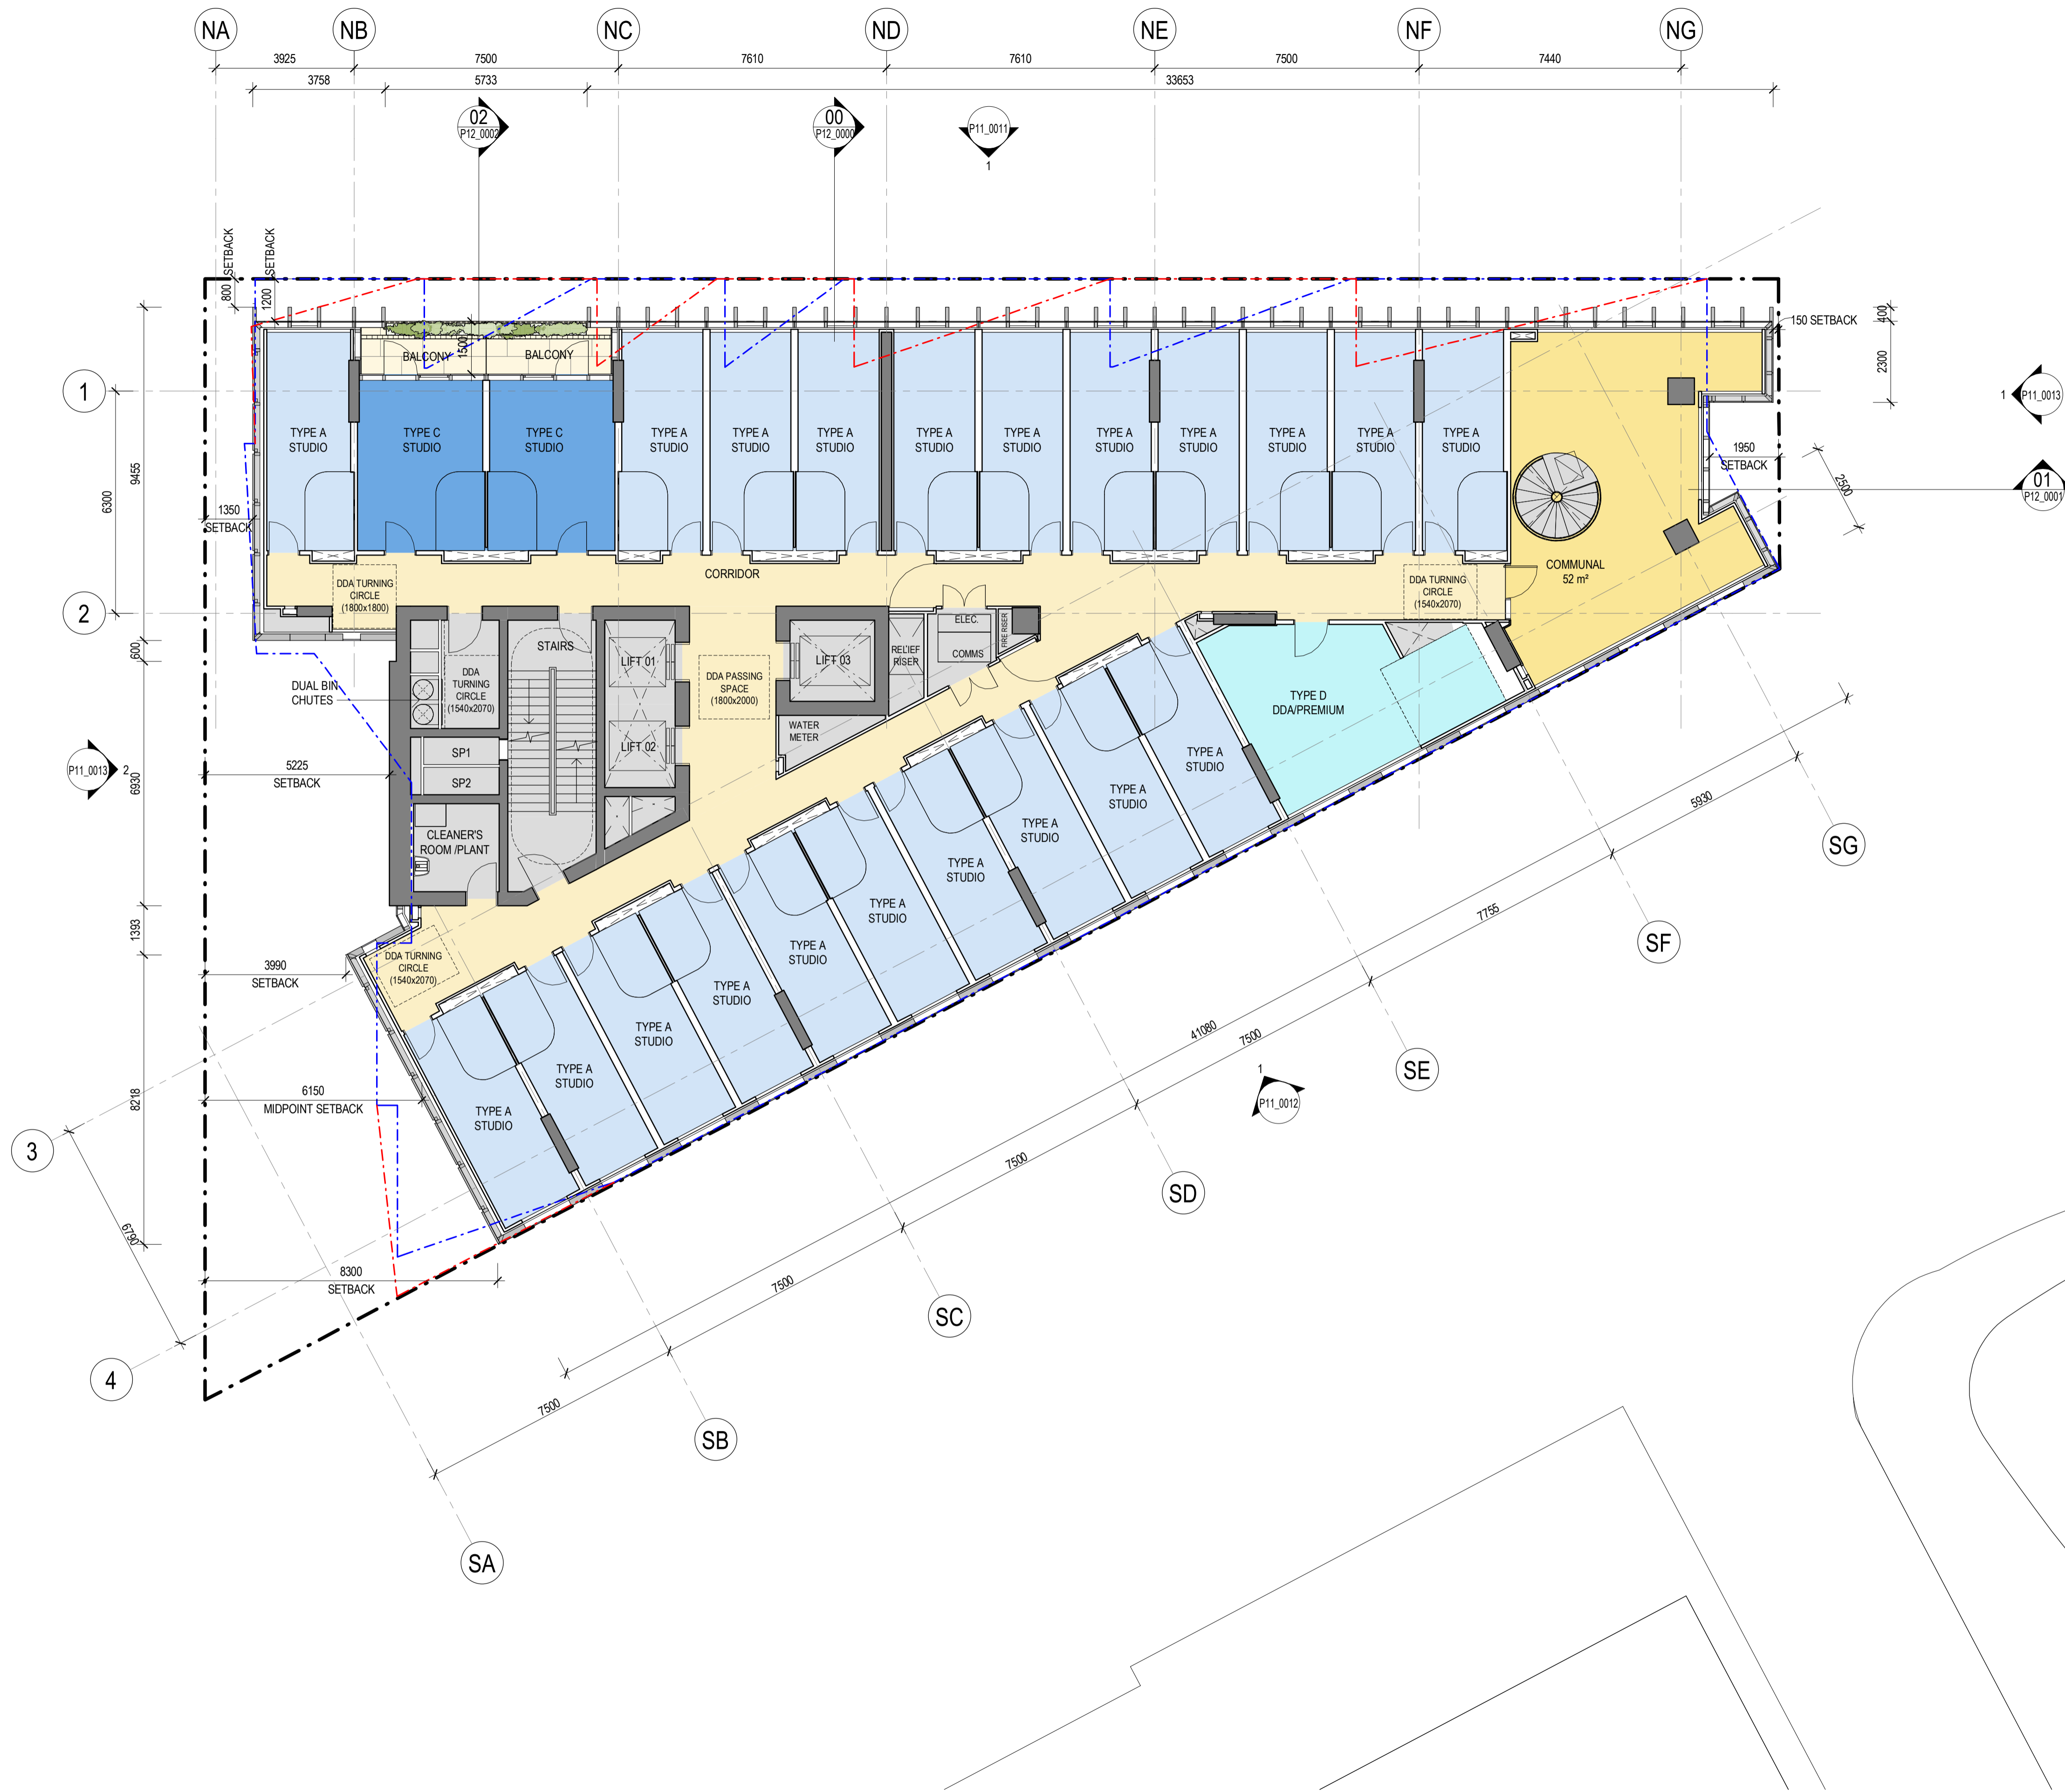 NA
NB
NC
ND
NE
NF
NG
3925
7500
7610
7610
7500
7440
3758
5733
33653
02
P12_0002
00
P12_0000
P11_0011
1
800 SETBACK
1200
SETBACK
400
150 SETBACK
2300
1500
BALCONY
BALCONY
1
1
P11_0013
TYPE A
STUDIO
TYPE C
STUDIO
TYPE C
STUDIO
TYPE A
STUDIO
TYPE A
STUDIO
TYPE A
STUDIO
TYPE A
STUDIO
TYPE A
STUDIO
TYPE A
STUDIO
TYPE A
STUDIO
TYPE A
STUDIO
TYPE A
STUDIO
TYPE A
STUDIO
1950
SETBACK
2500
01
P12_0001
9455
6300
1350
SETBACK
CORRIDOR
COMMUNAL
52 m²
DDA TURNING
CIRCLE
(1800x1800)
DDA TURNING
CIRCLE
(1540x2070)
2
600
STAIRS
LIFT 01
LIFT 03
ELEC.
COMMS
FIRE RISER
RELIEF
RISER
DUAL BIN
CHUTES
DDA
TURNING
CIRCLE
(1540x2070)
DDA PASSING
SPACE
(1800x2000)
TYPE D
DDA/PREMIUM
WATER
METER
LIFT 02
SP1
SP2
P11_0013
2
5225
SETBACK
6930
CLEANER'S
ROOM /PLANT
TYPE A
STUDIO
TYPE A
STUDIO
TYPE A
STUDIO
TYPE A
STUDIO
TYPE A
STUDIO
TYPE A
STUDIO
TYPE A
STUDIO
TYPE A
STUDIO
TYPE A
STUDIO
TYPE A
STUDIO
1393
3990
SETBACK
DDA TURNING
CIRCLE
(1540x2070)
5930
SG
7755
SF
41080
7500
SE
1
P11_0012
6150
MIDPOINT SETBACK
8218
3
6790
7500
SD
8300
SETBACK
7500
SC
4
7500
SB
SA